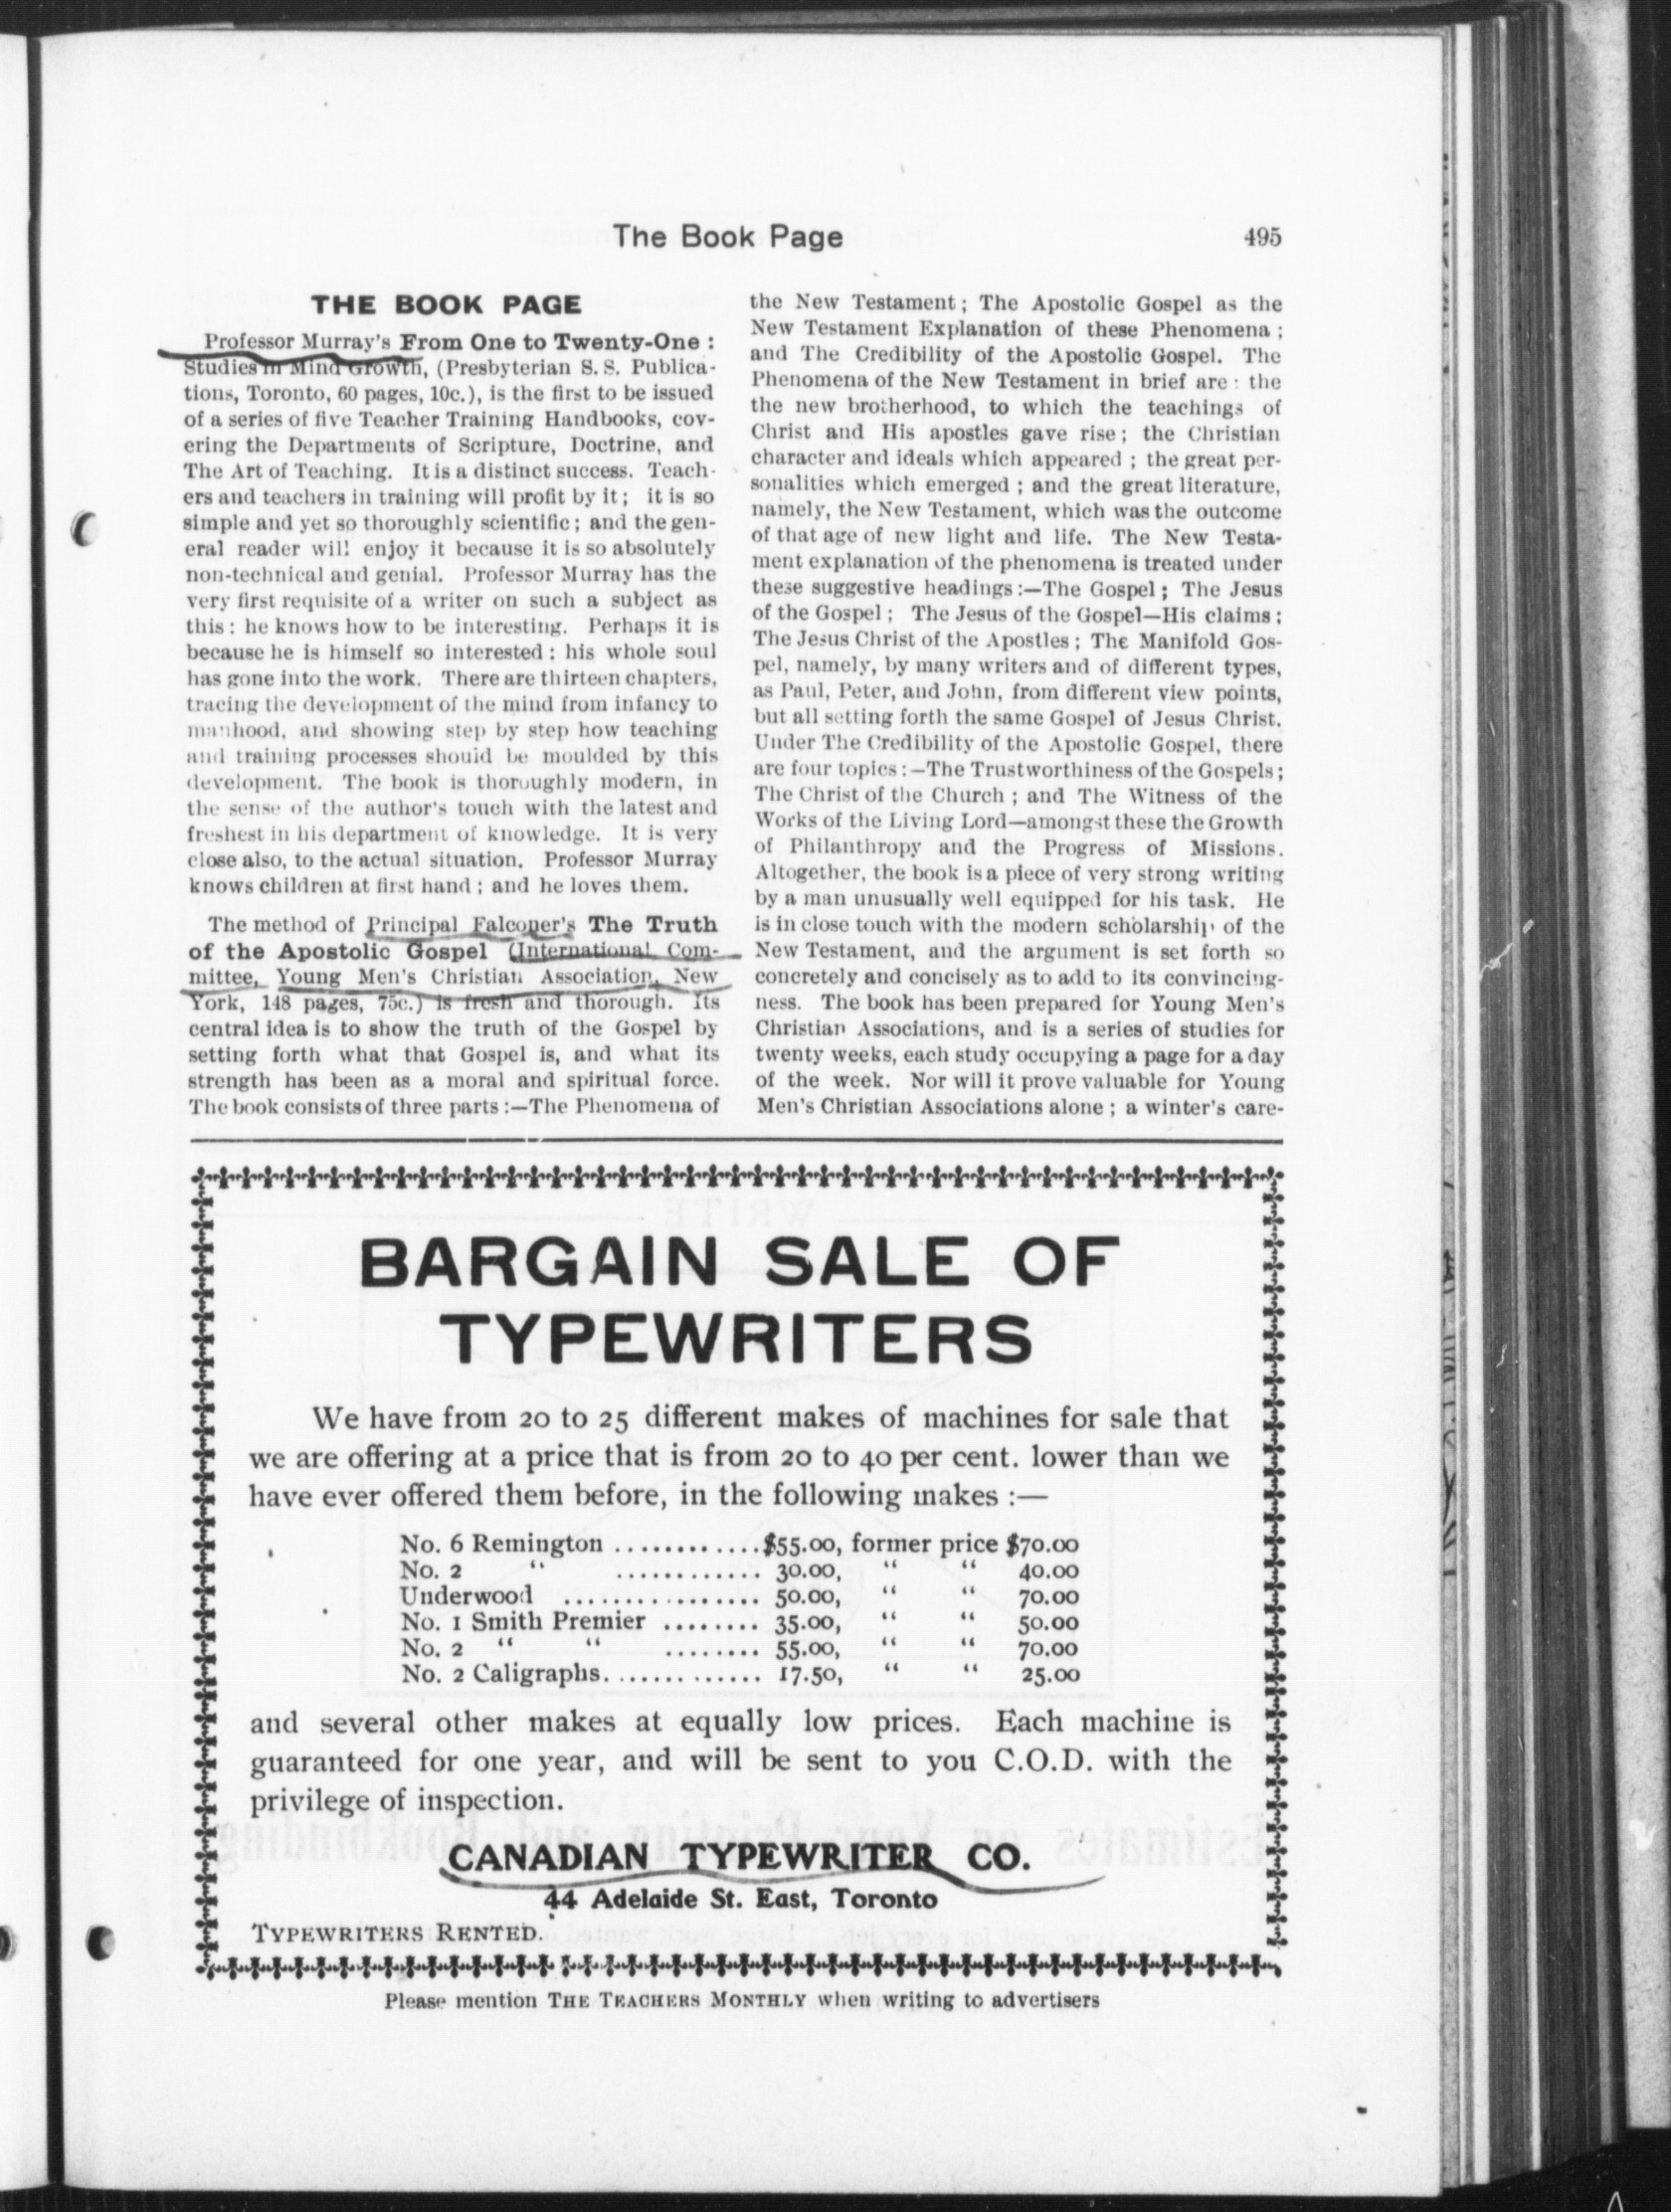 The Book Page 495
THE BOOK PAGE
Professor Murray's From One to Twenty-One :
Studies in Mind Growth, (Presbyterian S. S. Publica-
tions, Toronto, 60 pages, 10c.), is the first to be issued
of a series of five Teacher Training Handbooks, cov-
ering the Departments of Scripture, Doctrine, and
The Art of Teaching. It is a distinct success. Teach-
ers and teachers in training will profit by it ; it is so
simple and yet so thoroughly scientific ; and the gen-
eral reader will enjoy it because it is so absolutely
non-technical and genial. Professor Murray has the
very first requisite of a writer on such a subject as
this : he knows how to be interesting. Perhaps it is
because he is himself so interested : his whole soul
has gone into the work. There are thirteen chapters,
tracing the development of the mind from infancy to
manhood, and showing step by step how teaching
and training processes should be moulded by this
development. The book is thoroughly modern, in
the sense of the author's touch with the latest and
freshest in his department of knowledge. It is very
close also, to the actual situation. Professor Murray
knows children at first hand ; and he loves them.
The method of Principal Falconer's The Truth
of the Apostolic Gospel (International Com-
mittee, Young Men's Christian Association, New
York, 148 pages, 75c.) is fresh and thorough. Its
central idea is to show the truth of the Gospel by
setting forth what that Gospel is, and what its
strength has been as a moral and spiritual force.
The book consists of three parts :—The Phenomena of
the New Testament ; The Apostolic Gospel as the
New Testament Explanation of these Phenomena ;
and The Credibility of the Apostolic Gospel. The
Phenomena of the New Testament in brief are : the
the new brotherhood, to which the teachings of
Christ and His apostles gave rise ; the Christian
character and ideals which appeared ; the great per-
sonalities which emerged ; and the great literature,
namely, the New Testament, which was the outcome
of that age of new light and life. The New Testa-
ment explanation of the phenomena is treated under
these suggestive headings :—The Gospel ; The Jesus
of the Gospel ; The Jesus of the Gospel—His claims ;
The Jesus Christ of the Apostles ; The Manifold Gos-
pel, namely, by many writers and of different types,
as Paul, Peter, and John, from different view points,
but all setting forth the same Gospel of Jesus Christ.
Under The Credibility of the Apostolic Gospel, there
are four topics :—The Trustworthiness of the Gospels ;
The Christ of the Church ; and The Witness of the
Works of the Living Lord—amongst these the Growth
of Philanthropy and the Progress of Missions.
Altogether, the book is a piece of very strong writing
by a man unusually well equipped for his task. He
is in close touch with the modern scholarship of the
New Testament, and the argument is set forth so
concretely and concisely as to add to its convincing-
ness. The book has been prepared for Young Men's
Christian Associations, and is a series of studies for
twenty weeks, each study occupying a page for a day
of the week. Nor will it prove valuable for Young
Men's Christian Associations alone ; a winter's care-
BARGAIN SALE OF
TYPEWRITERS
We have from 20 to 25 different makes of machines for sale that
we are offering at a price that is from 20 to 40 per cent. lower than we
have ever offered them before, in the following makes :—
No. 6 Remington ............$55.00, former price $70.00
No. 2 “ ............ 30.00, “ “ 40.00
Underwood ................ 50.00, “ “ 70.00
No. 1 Smith Premier ........ 35.00, “ “ 50.00
No. 2 “ “ ........ 55.00, “ “ 70.00
No. 2 Caligraphs............. 17.50, “ “ 25.00
and several other makes at equally low prices. Each machine is
guaranteed for one year, and will be sent to you C.O.D. with the
privilege of inspection.
CANADIAN TYPEWRITER CO.
44 Adelaide St. East, Toronto
TYPEWRITERS RENTED.
Please mention THE TEACHERS MONTHLY when writing to advertisers